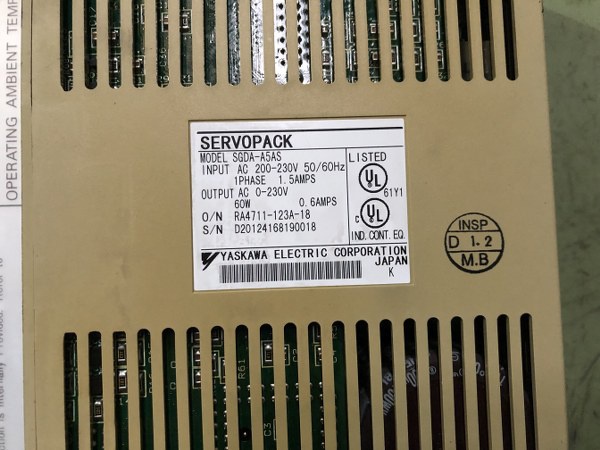 OPERATING AMBIENT TEMP
SERVOPACK
MODEL SGDA-A5AS
INPUT AC 200-230V 50/60Hz
1PHASE 1.5AMPS
OUTPUT AC 0-230V
60W 0.6AMPS
O/N RA4711-123A-18
S/N D20124168190018
YASKAWA ELECTRIC CORPORATION
JAPAN
K
LISTED
UL
61Y1
C UL
IND. CONT. EQ.
INSP
D 1.2
M.B
R61
C3